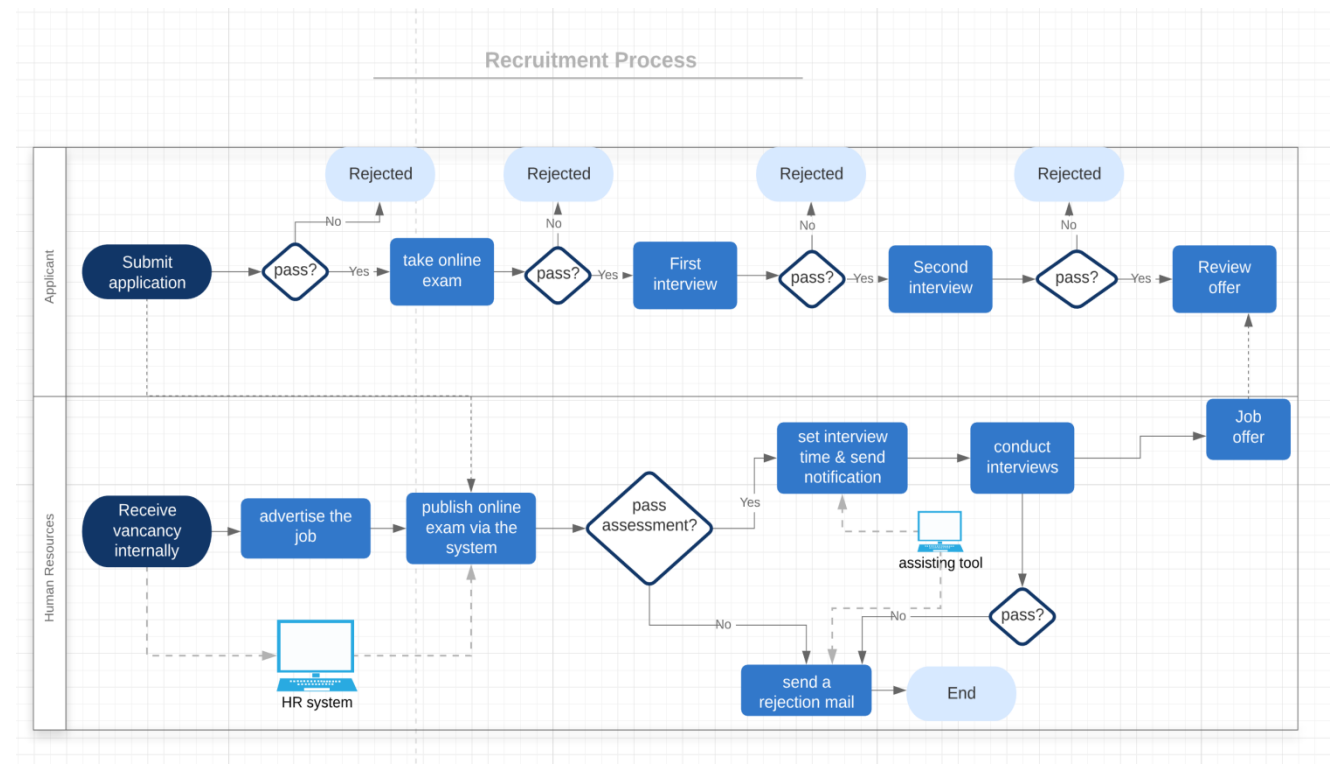 Recruitment Process
Applicant
Rejected
Rejected
Rejected
Rejected
No
No
No
No
Submit
application
pass?
Yes
take online
exam
pass?
Yes
First
interview
pass?
Yes
Second
interview
pass?
Yes
Review
offer
Human Resources
Job
offer
set interview
time & send
notification
conduct
interviews
Receive
vancancy
internally
advertise the
job
publish online
exam via the
system
pass
assessment?
Yes
assisting tool
No
No
pass?
HR system
send a
rejection mail
End